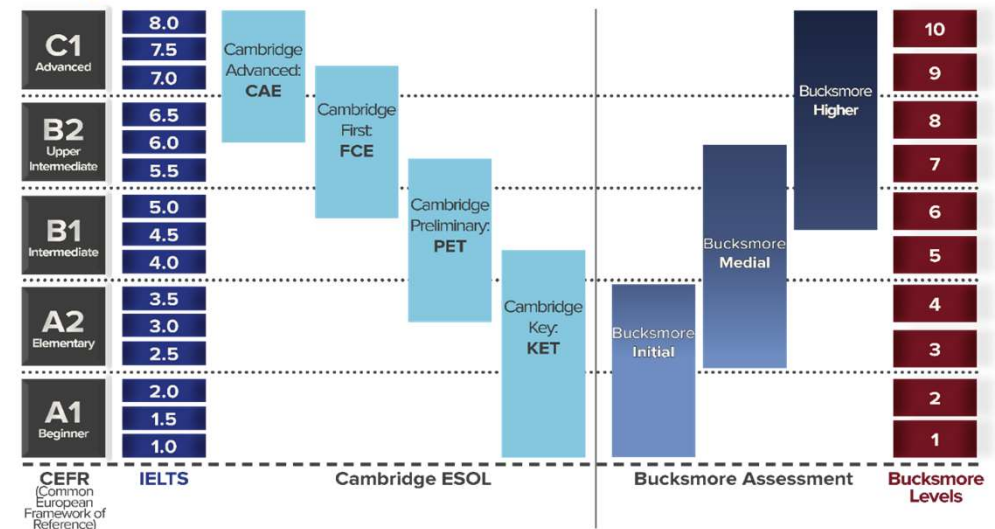 C1
Advanced
B2
Upper
Intermediate
B1
Intermediate
A2
Elementary
A1
Beginner
CEFR
(Common
European
Framework of
Reference)
8.0
7.5
7.0
6.5
6.0
5.5
5.0
4.5
4.0
3.5
3.0
2.5
2.0
1.5
1.0
IELTS
Cambridge
Advanced:
CAE
Cambridge
First:
FCE
Cambridge
Preliminary:
PET
Cambridge
Key:
KET
Cambridge ESOL
Bucksmore
Initial
Bucksmore
Medial
Bucksmore
Higher
Bucksmore Assessment
10
9
8
7
6
5
4
3
2
1
Bucksmore
Levels